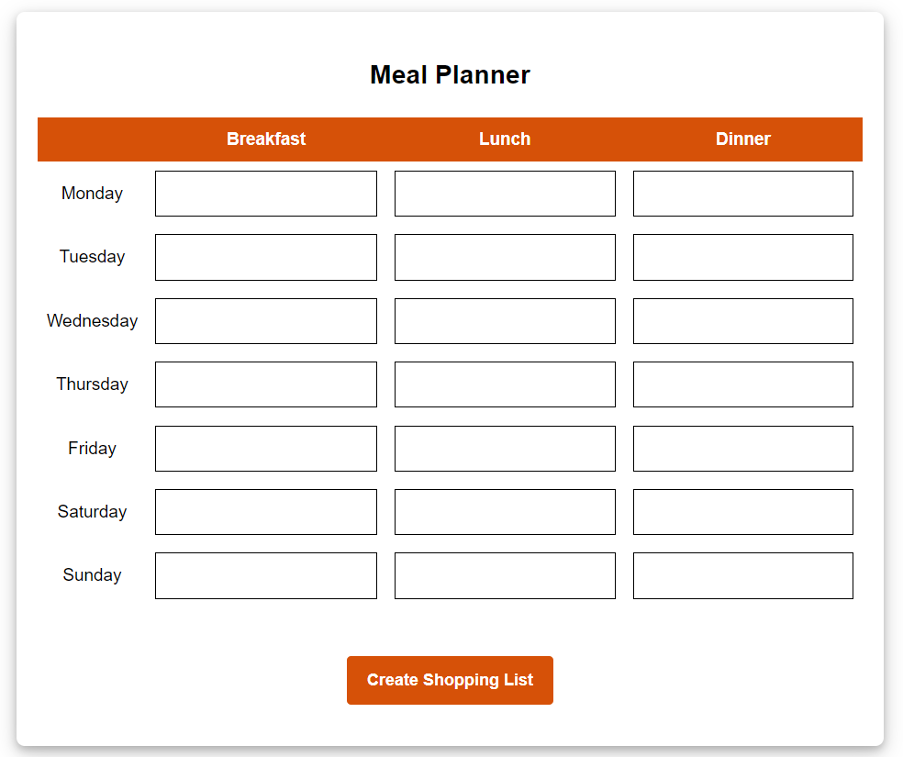 Meal Planner
Breakfast Lunch Dinner
Monday
Tuesday
Wednesday
Thursday
Friday
Saturday
Sunday
Create Shopping List